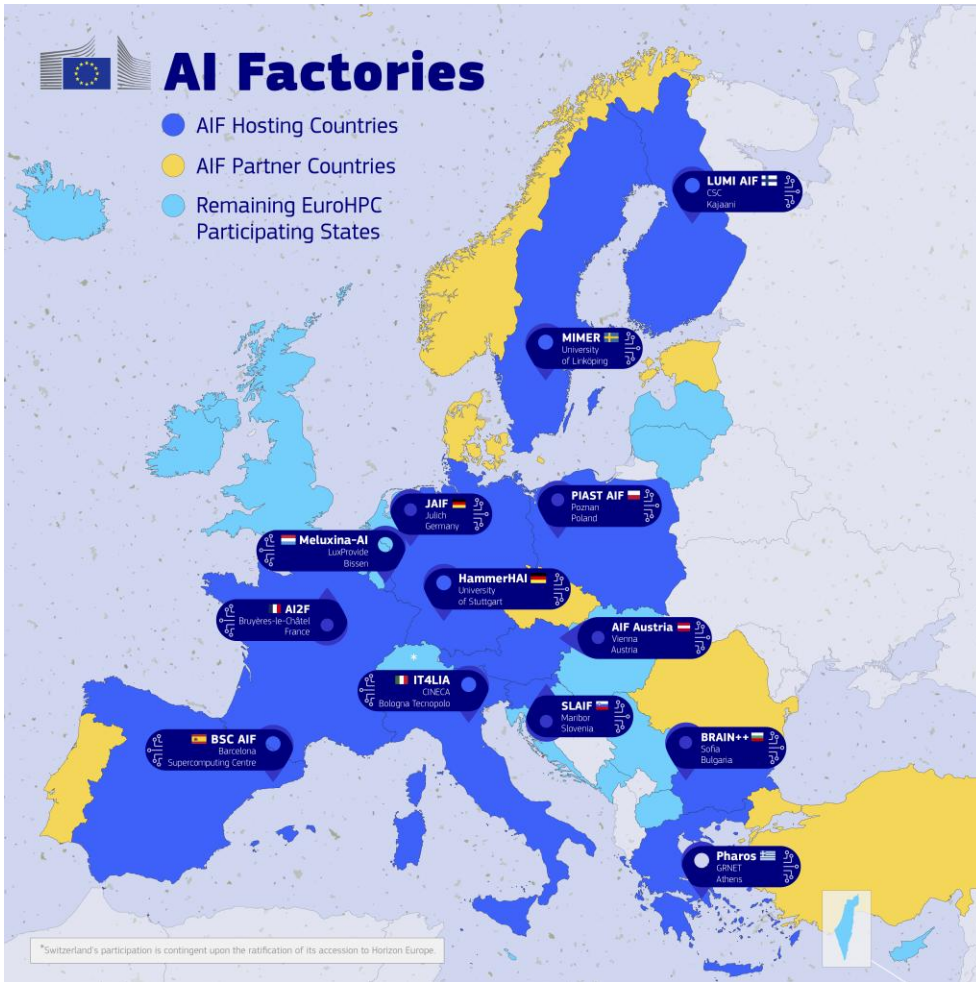 AI Factories
AIF Hosting Countries
AIF Partner Countries
Remaining EuroHPC
Participating States
LUMI AIF
CSC
Kajaani
MIMER
University
of Linköping
JAIF
Julich
Germany
PIAST AIF
Poznan
Poland
Meluxina-AI
LuxProvide
Bissen
HammerHAI
University
of Stuttgart
AI2F
Bruyères-le-Châtel
France
AIF Austria
Vienna
Austria
*
IT4LIA
CINECA
Bologna Tecnopolo
SLAIF
Maribor
Slovenia
BSC AIF
Barcelona
Supercomputing Centre
BRAIN++
Sofia
Bulgaria
Pharos
GRNET
Athens
*Switzerland's participation is contingent upon the ratification of its accession to Horizon Europe.